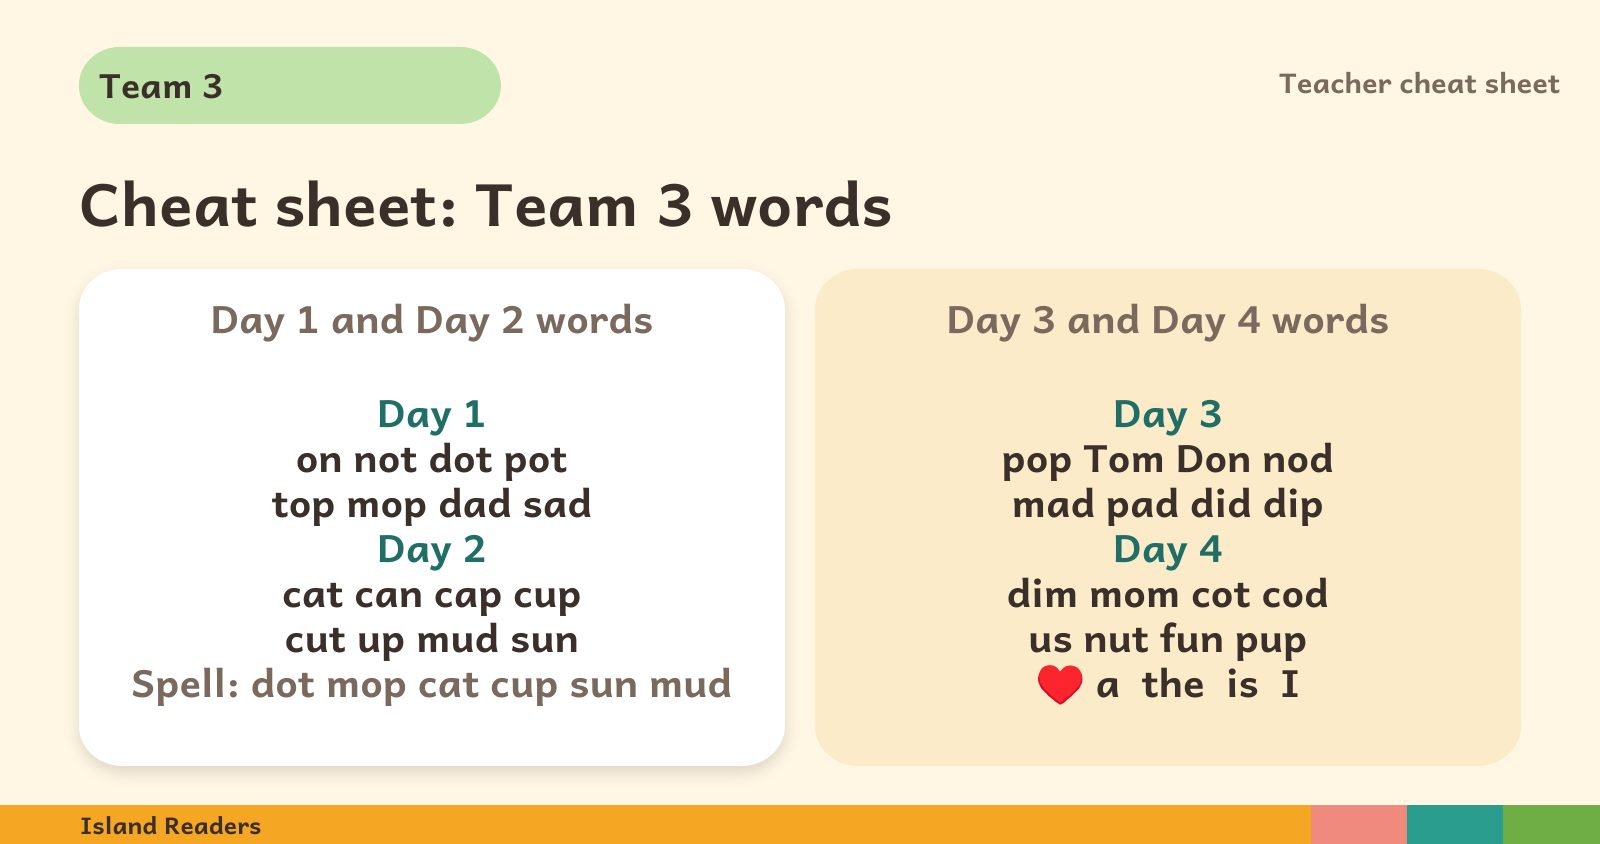 Team 3
Teacher cheat sheet
Cheat sheet: Team 3 words
Day 1 and Day 2 words
Day 1
on not dot pot
top mop dad sad
Day 2
cat can cap cup
cut up mud sun
Spell: dot mop cat cup sun mud
Day 3 and Day 4 words
Day 3
pop Tom Don nod
mad pad did dip
Day 4
dim mom cot cod
us nut fun pup
❤️ a the is I
Island Readers